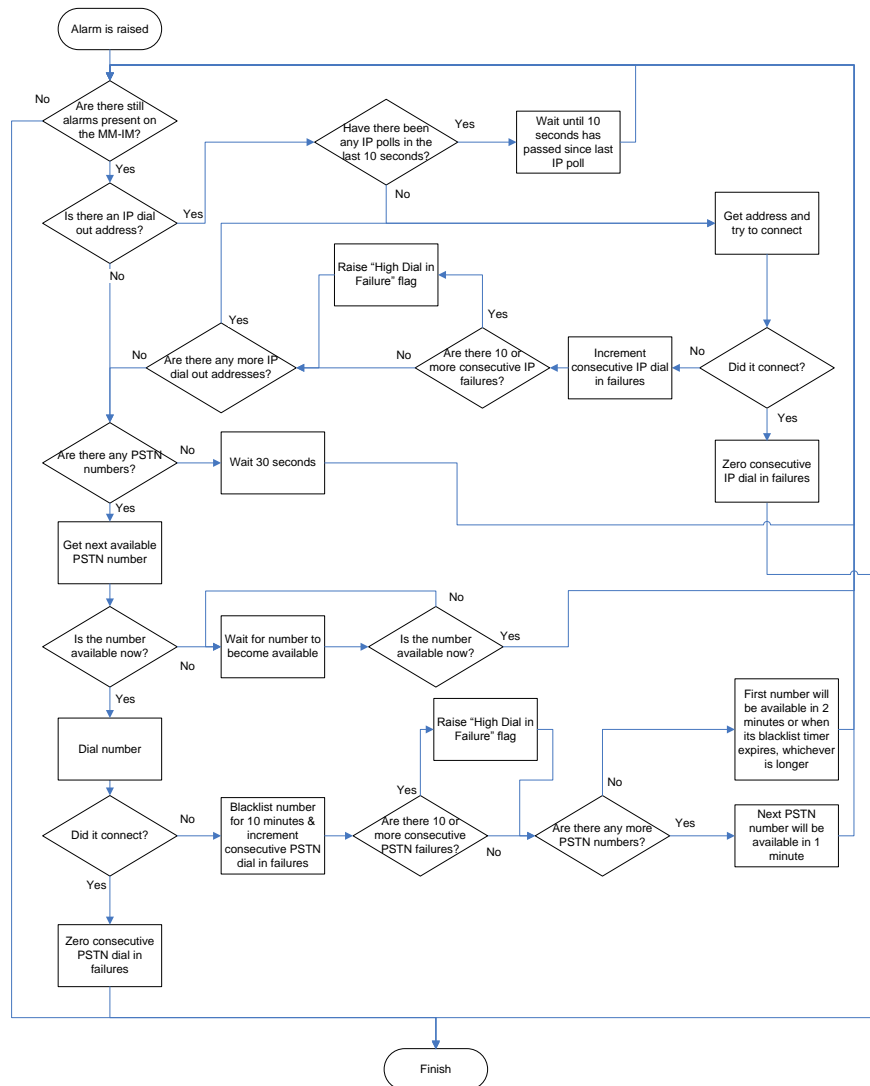 Alarm is raised
No
Are there still
alarms present on
the MM-IM?
Yes
Have there been
any IP polls in the
last 10 seconds?
Yes
Wait until 10
seconds has
passed since last
IP poll
No
Is there an IP dial
out address?
Yes
No
Get address and
try to connect
Raise “High Dial in
Failure” flag
Yes
Yes
No
Are there any more IP
dial out addresses?
No
Are there 10 or
more consecutive IP
failures?
Increment
consecutive IP dial
in failures
No
Did it connect?
Yes
Are there any PSTN
numbers?
No
Wait 30 seconds
Zero consecutive
IP dial in failures
Yes
Get next available
PSTN number
No
Is the number
available now?
No
Wait for number to
become available
Is the number
available now?
Yes
Yes
Dial number
Raise “High Dial in
Failure” flag
First number will
be available in 2
minutes or when
its blacklist timer
expires, whichever
is longer
Yes
No
Did it connect?
No
Blacklist number
for 10 minutes &
increment
consecutive PSTN
dial in failures
Are there 10 or
more consecutive
PSTN failures?
No
Are there any more
PSTN numbers?
Yes
Next PSTN
number will be
available in 1
minute
Yes
Zero consecutive
PSTN dial in
failures
Finish